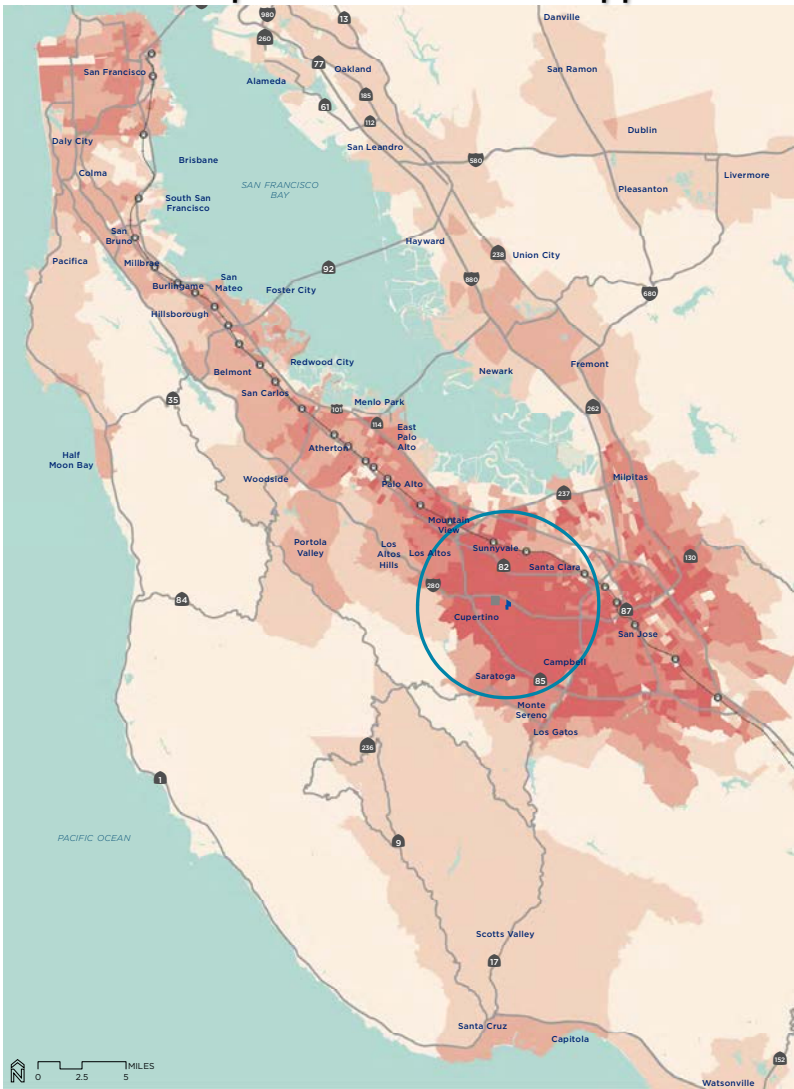 980
13
Danville
260
77
Oakland
San Ramon
San Francisco
Alameda
185
61
112
Dublin
Daly City
San Leandro
Brisbane
580
Colma
Livermore
SAN FRANCISCO
BAY
Pleasanton
South San
Francisco
San
Bruno
Hayward
238
Union City
Pacifica
Millbrae
92
880
San
Mateo
Burlingame
Foster City
680
Hillsborough
Redwood City
Newark
Fremont
Belmont
San Carlos
35
101
Menlo Park
262
114
East
Palo
Alto
Atherton
Half
Moon Bay
Woodside
Palo Alto
Milpitas
237
Mountain
View
Portola
Valley
Los
Altos
Hills
Los Altos
Sunnyvale
130
82
Santa Clara
280
84
87
Cupertino
San Jose
Campbell
Saratoga
85
Monte
Sereno
Los Gatos
236
1
PACIFIC OCEAN
9
Scotts Valley
17
Santa Cruz
Capitola
152
MILES
0 2.5 5
Watsonville